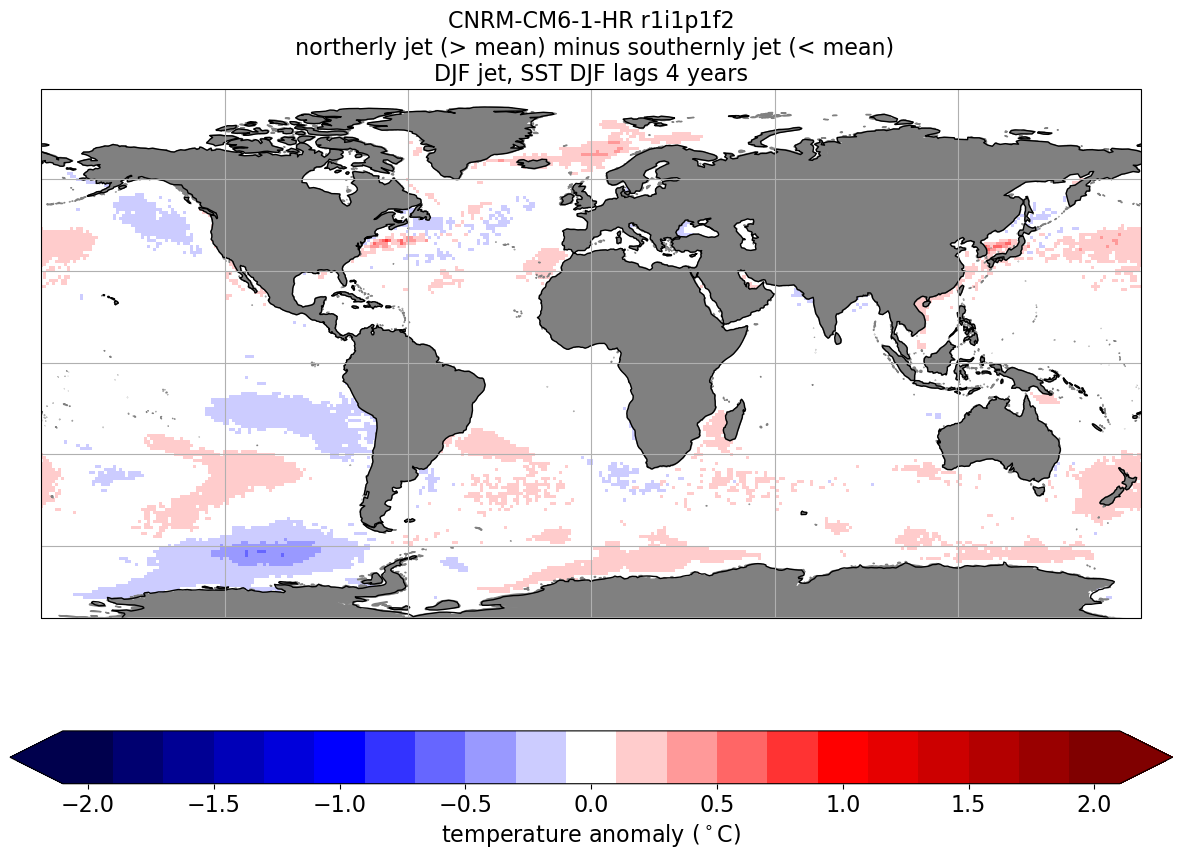 CNRM-CM6-1-HR r1i1p1f2
northerly jet (> mean) minus southernly jet (< mean)
DJF jet, SST DJF lags 4 years
−2.0 −1.5 −1.0 −0.5 0.0 0.5 1.0 1.5 2.0
temperature anomaly (°C)